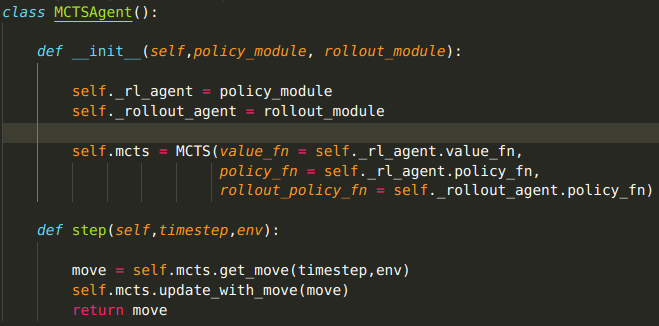 class MCTSAgent():
def __init__(self,policy_module, rollout_module):
self._rl_agent = policy_module
self._rollout_agent = rollout_module
self.mcts = MCTS(value_fn = self._rl_agent.value_fn,
policy_fn = self._rl_agent.policy_fn,
rollout_policy_fn = self._rollout_agent.policy_fn)
def step(self,timestep,env):
move = self.mcts.get_move(timestep,env)
self.mcts.update_with_move(move)
return move